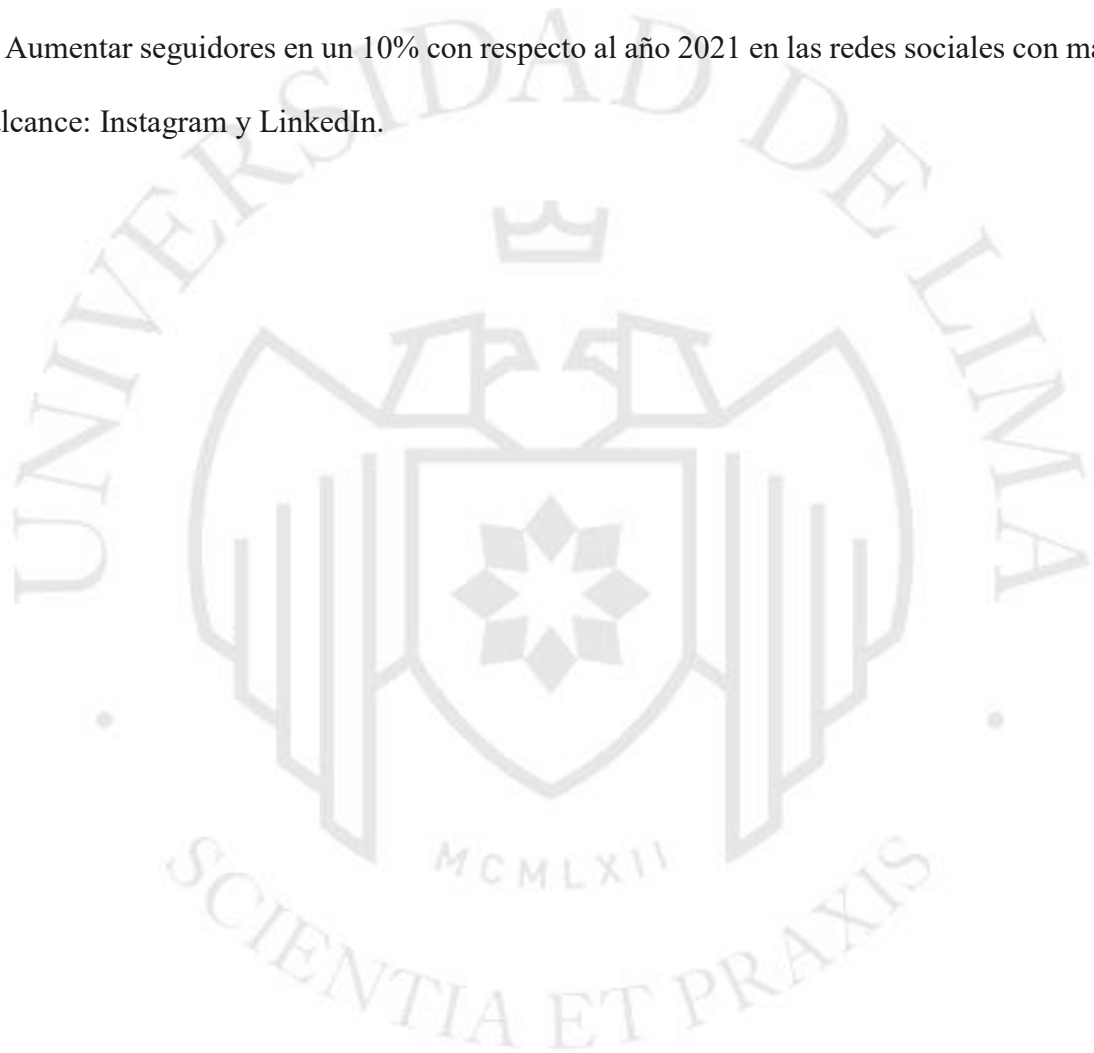 Aumentar seguidores en un 10% con respecto al año 2021 en las redes sociales con
lcance: Instagram y LinkedIn.
UNIVERSIDAD DE LIMA
MCMLXII
SCIENTIA ET PRAXIS